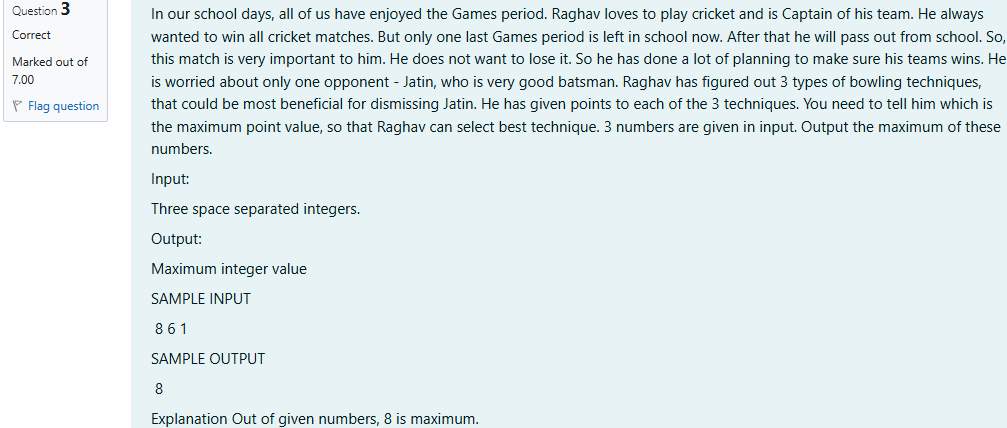 Question 3
Correct
Marked out of
7.00
Flag question
In our school days, all of us have enjoyed the Games period. Raghav loves to play cricket and is Captain of his team. He always
wanted to win all cricket matches. But only one last Games period is left in school now. After that he will pass out from school. So,
this match is very important to him. He does not want to lose it. So he has done a lot of planning to make sure his teams wins. He
is worried about only one opponent - Jatin, who is very good batsman. Raghav has figured out 3 types of bowling techniques,
that could be most beneficial for dismissing Jatin. He has given points to each of the 3 techniques. You need to tell him which is
the maximum point value, so that Raghav can select best technique. 3 numbers are given in input. Output the maximum of these
numbers.
Input:
Three space separated integers.
Output:
Maximum integer value
SAMPLE INPUT
8 6 1
SAMPLE OUTPUT
8
Explanation Out of given numbers, 8 is maximum.